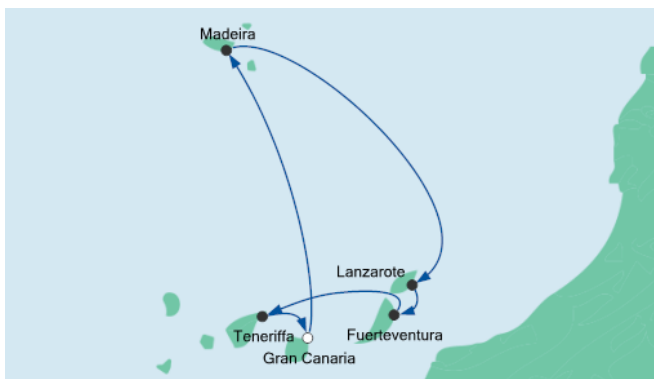 Madeira
Lanzarote
Teneriffa
Fuerteventura
Gran Canaria